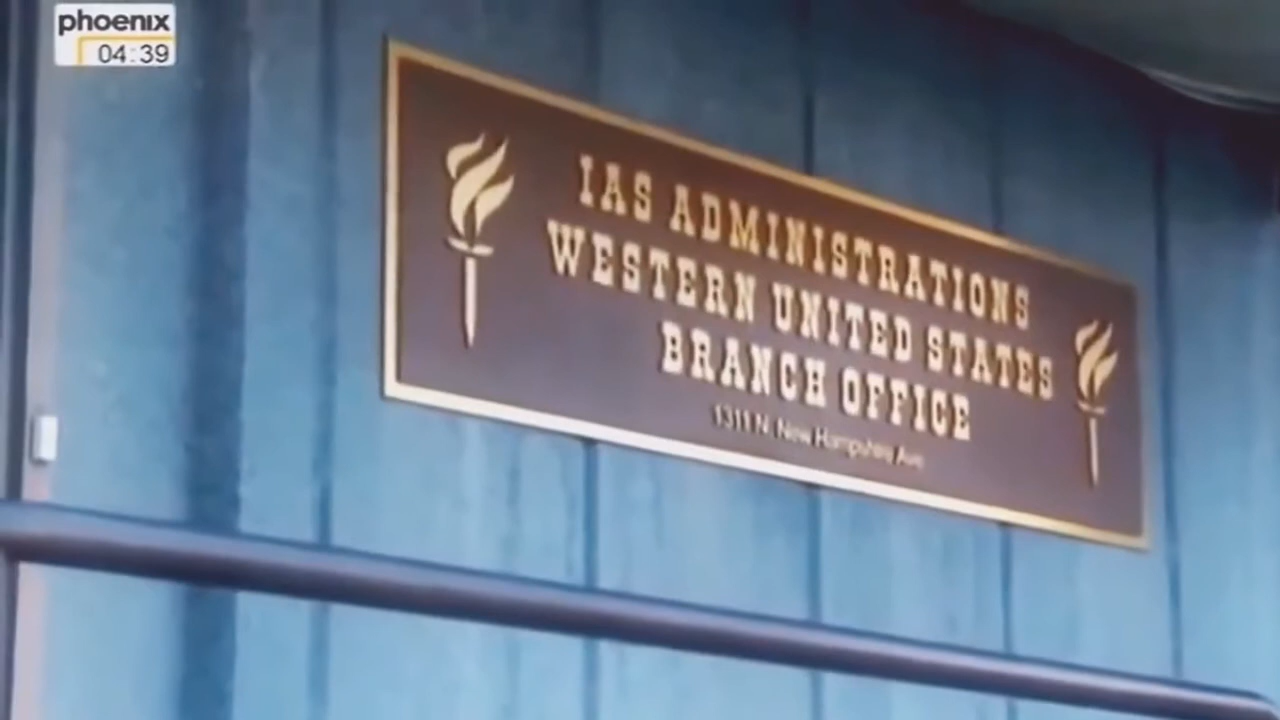 phoenix
04:39
IAS ADMINISTRATIONS
WESTERN UNITED STATES
BRANCH OFFICE
1311 N. New Hampshire Ave